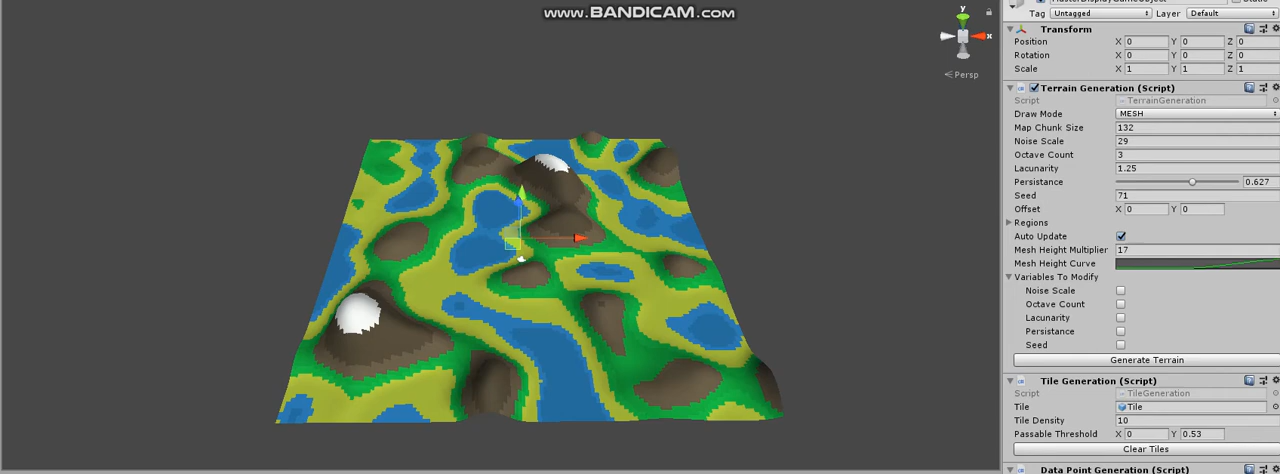 www.BANDICAM.com
y
x
Persp
MasterDisplayGameObject
Static
Tag Untagged Layer Default
Transform
Position X 0 Y 0 Z 0
Rotation X 0 Y 0 Z 0
Scale X 1 Y 1 Z 1
Terrain Generation (Script)
Script TerrainGeneration
Draw Mode MESH
Map Chunk Size 132
Noise Scale 29
Octave Count 3
Lacunarity 1.25
Persistance 0.627
Seed 71
Offset X 0 Y 0
Regions
Auto Update
Mesh Height Multiplier 17
Mesh Height Curve
Variables To Modify
Noise Scale
Octave Count
Lacunarity
Persistance
Seed
Generate Terrain
Tile Generation (Script)
Script TileGeneration
Tile Tile
Tile Density 10
Passable Threshold X 0 Y 0.53
Clear Tiles
Data Point Generation (Script)